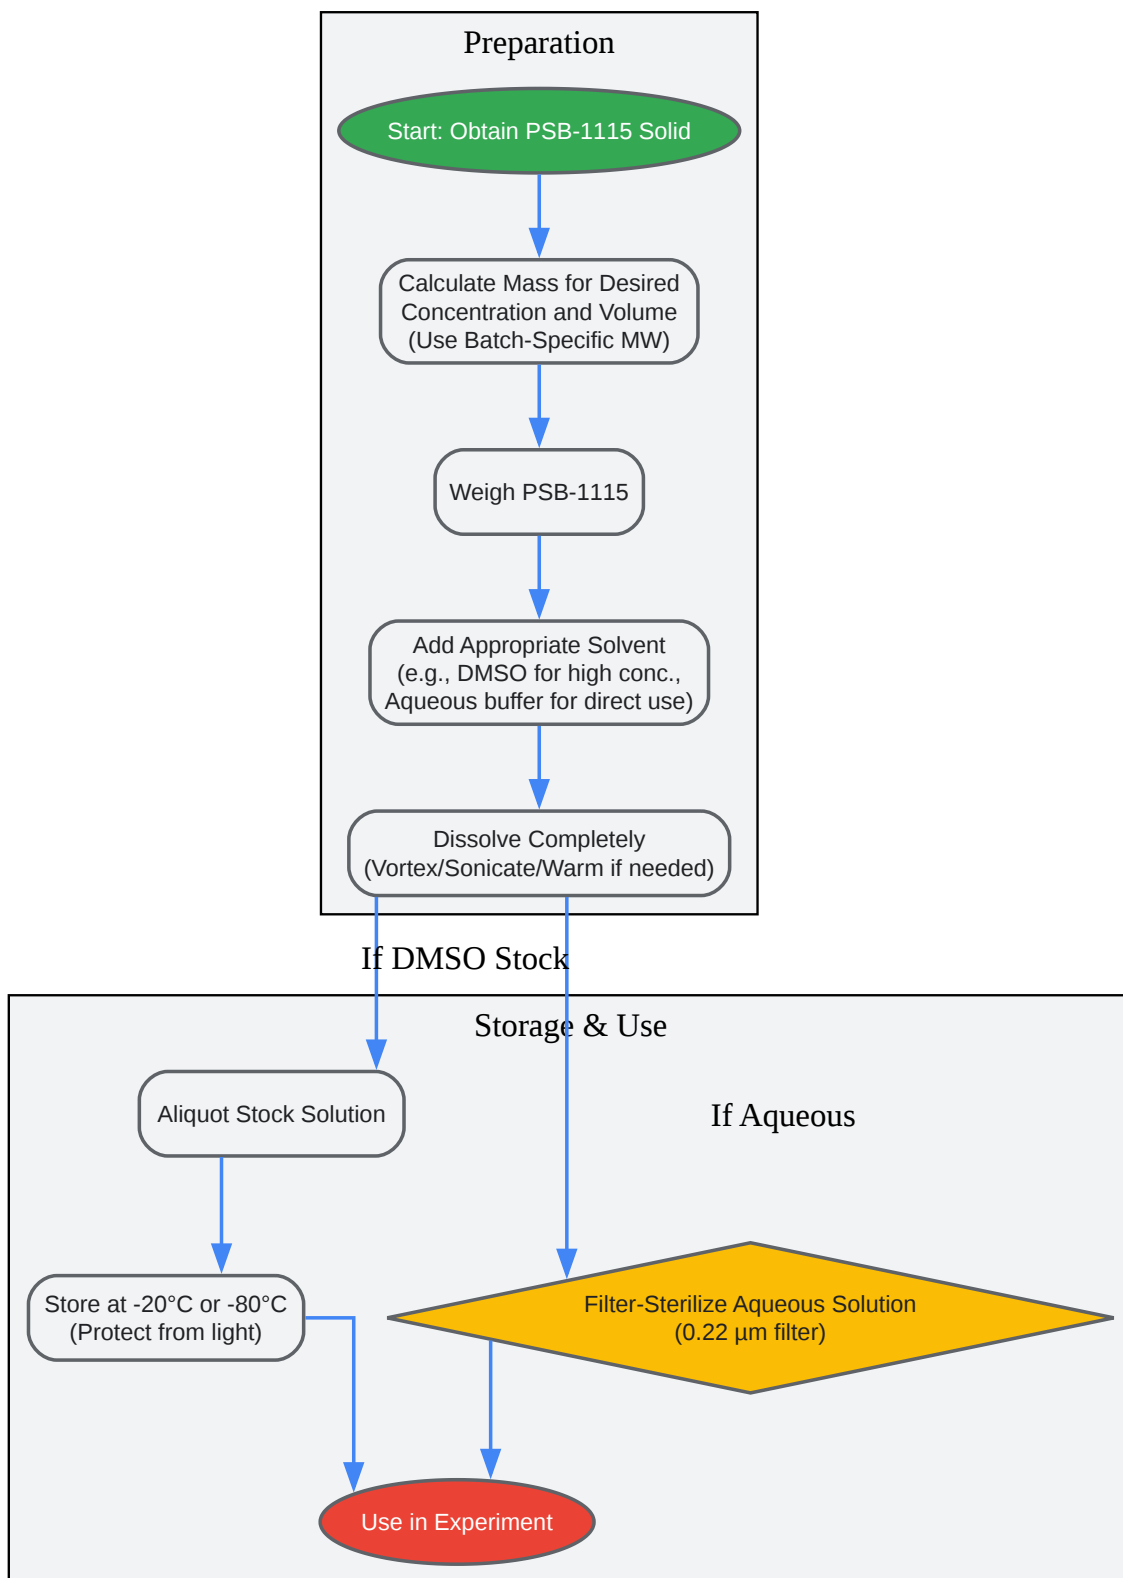 Preparation
Start: Obtain PSB-1115 Solid
Calculate Mass for Desired
Concentration and Volume
(Use Batch-Specific MW)
Weigh PSB-1115
Add Appropriate Solvent
(e.g., DMSO for high conc.,
Aqueous buffer for direct use)
Dissolve Completely
(Vortex/Sonicate/Warm if needed)
If DMSO Stock
Storage & Use
Aliquot Stock Solution
If Aqueous
Store at -20°C or -80°C
(Protect from light)
Filter-Sterilize Aqueous Solution
(0.22 µm filter)
Use in Experiment